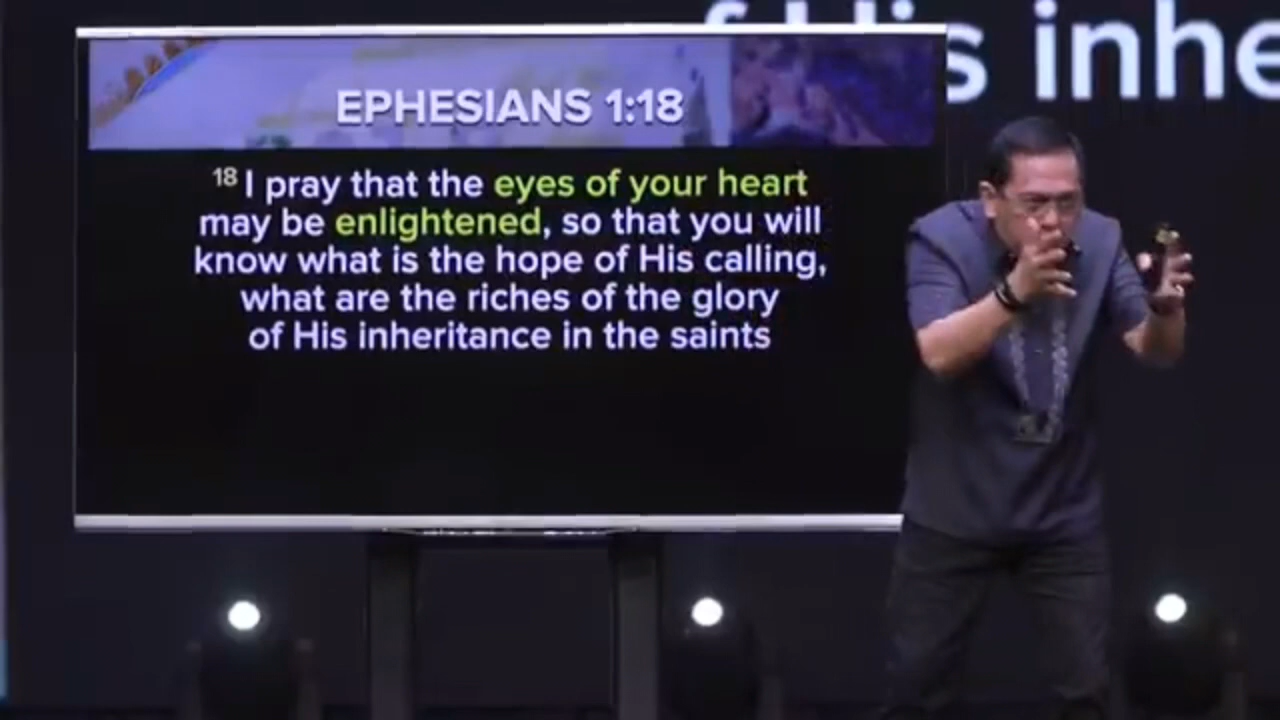 of His inhe
EPHESIANS 1:18
18 I pray that the eyes of your heart
may be enlightened, so that you will
know what is the hope of His calling,
what are the riches of the glory
of His inheritance in the saints